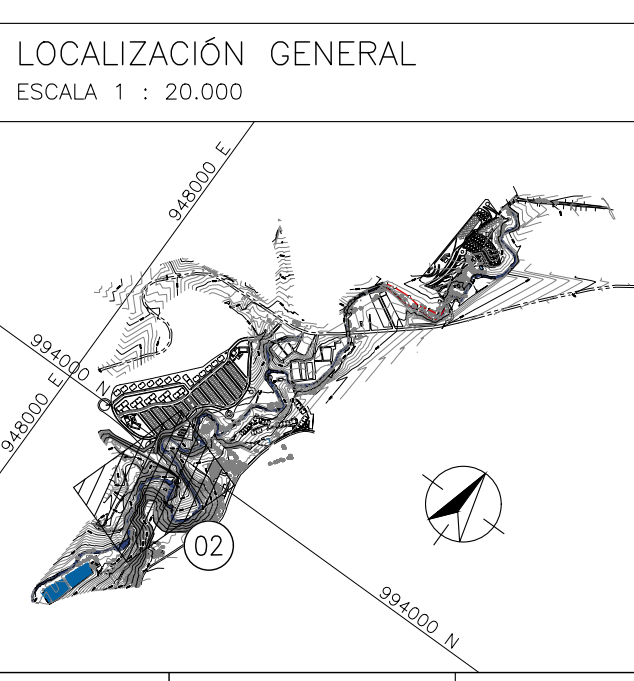 LOCALIZACIÓN GENERAL
ESCALA 1 : 20.000
948000 E
994000 N
948000 E
02
994000 N